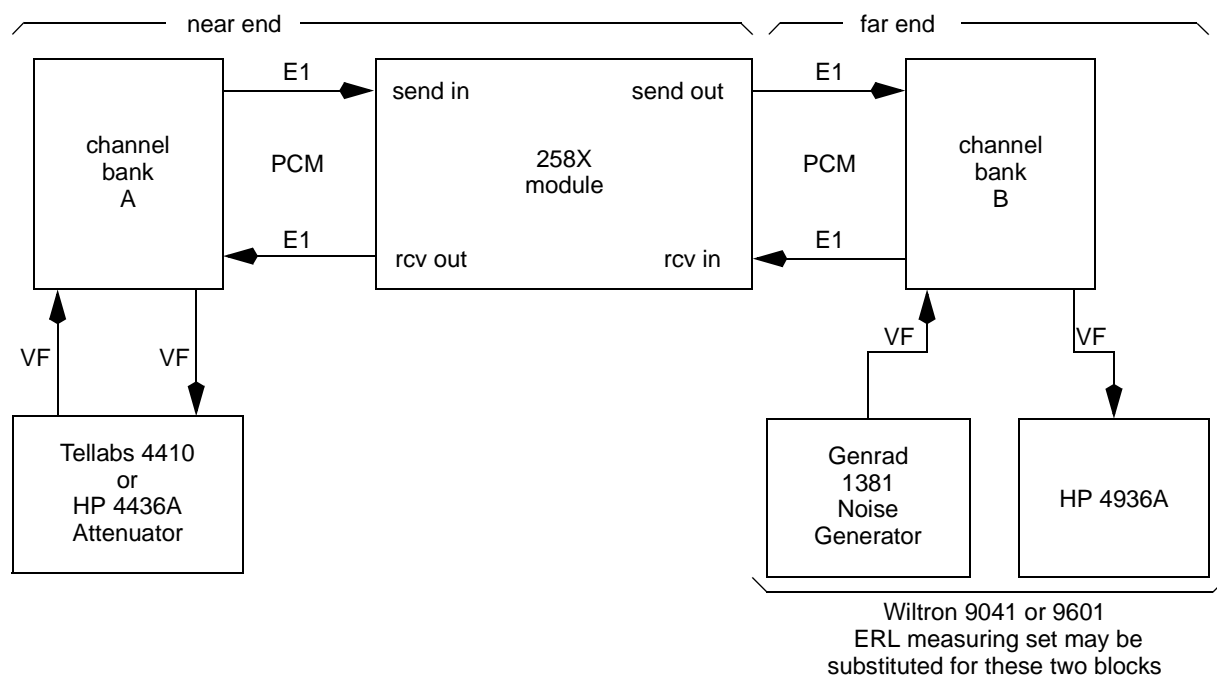 near end
far end
channel
bank
A
E1
PCM
E1
send in
send out
258X
module
rcv out
rcv in
E1
PCM
E1
channel
bank
B
VF
VF
VF
VF
Tellabs 4410
or
HP 4436A
Attenuator
Genrad
1381
Noise
Generator
HP 4936A
Wiltron 9041 or 9601
ERL measuring set may be
substituted for these two blocks